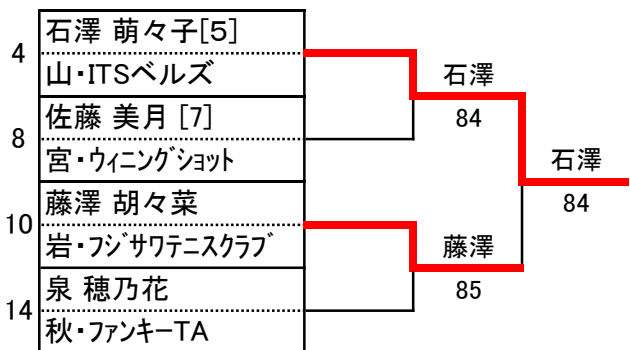 4
石澤 萌々子[5]
山・ITSベルズ
8
佐藤 美月 [7]
宮・ウィニングショット
10
藤澤 胡々菜
岩・フジサワテニスクラブ
14
泉 穂乃花
秋・ファンキーTA
石澤
84
藤澤
85
石澤
84